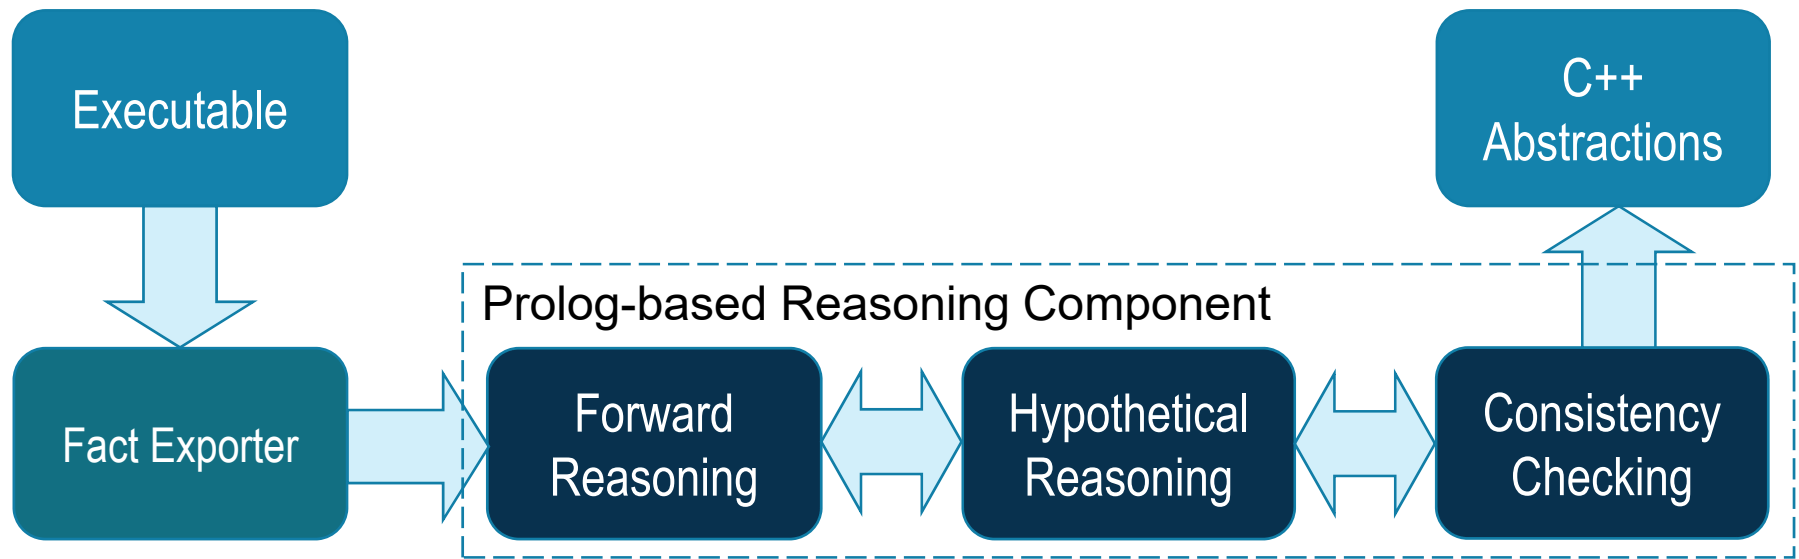 Executable
C++
Abstractions
Prolog-based Reasoning Component
Fact Exporter
Forward
Reasoning
Hypothetical
Reasoning
Consistency
Checking